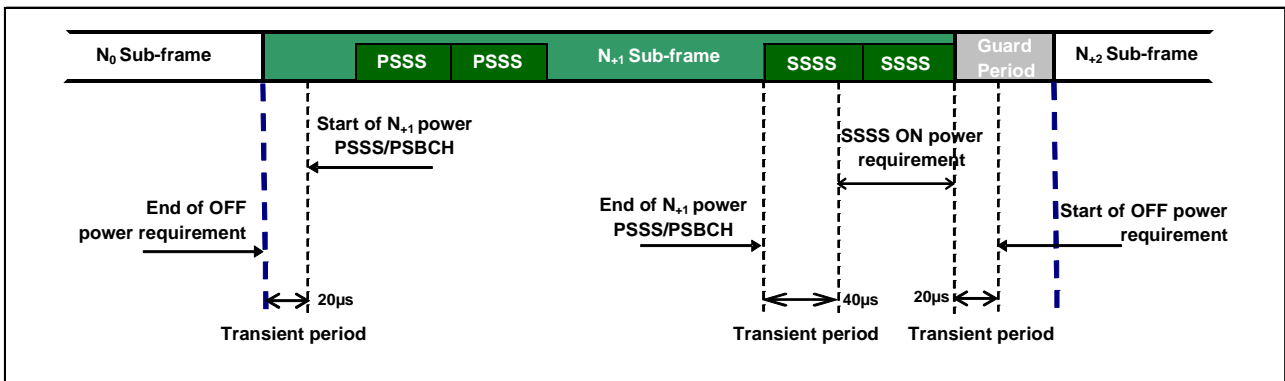 N₀ Sub-frame
PSSS
PSSS
N₊₁ Sub-frame
SSSS
SSSS
Guard
Period
N₊₂ Sub-frame
Start of N₊₁ power
PSSS/PSBCH
SSSS ON power
requirement
End of OFF
power requirement
End of N₊₁ power
PSSS/PSBCH
Start of OFF power
requirement
20µs
40µs
20µs
Transient period
Transient period
Transient period